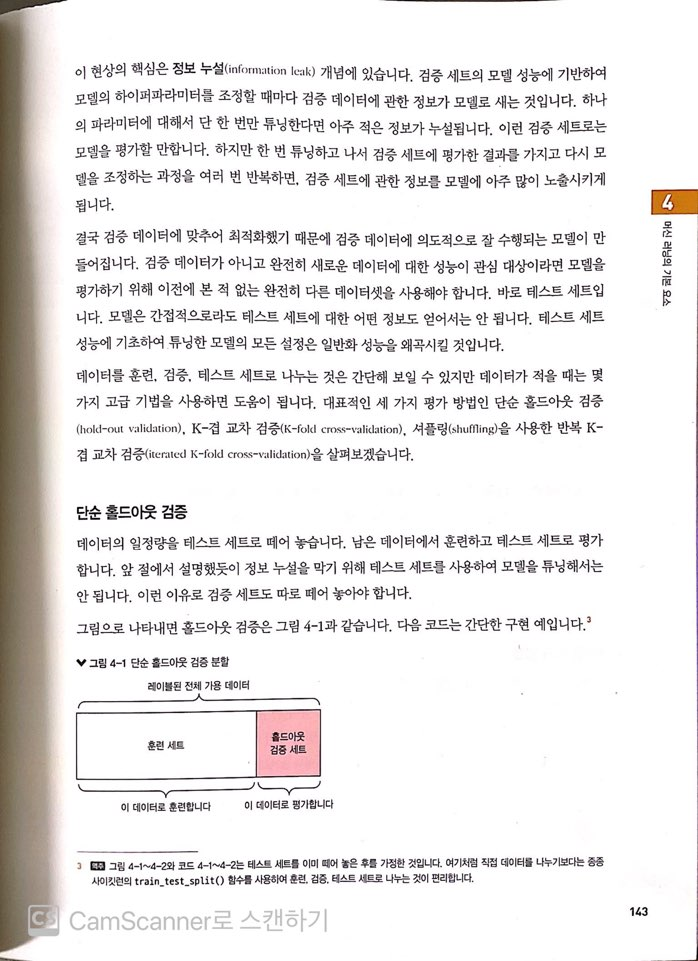 이 현상의 핵심은 정보 누설(information leak) 개념에 있습니다. 검증 세트의 모델 성능에 기반하여
모델의 하이퍼파라미터를 조정할 때마다 검증 데이터에 관한 정보가 모델로 새는 것입니다. 하나
의 파라미터에 대해서 단 한 번만 튜닝한다면 아주 적은 정보가 누설됩니다. 이런 검증 세트로는
모델을 평가할 만합니다. 하지만 한 번 튜닝하고 나서 검증 세트에 평가한 결과를 가지고 다시 모
델을 조정하는 과정을 여러 번 반복하면, 검증 세트에 관한 정보를 모델에 아주 많이 노출시키게
됩니다.
결국 검증 데이터에 맞추어 최적화했기 때문에 검증 데이터에 의도적으로 잘 수행되는 모델이 만
들어집니다. 검증 데이터가 아니고 완전히 새로운 데이터에 대한 성능이 관심 대상이라면 모델을
평가하기 위해 이전에 본 적 없는 완전히 다른 데이터셋을 사용해야 합니다. 바로 테스트 세트입
니다. 모델은 간접적으로라도 테스트 세트에 대한 어떤 정보도 얻어서는 안 됩니다. 테스트 세트
성능에 기초하여 튜닝한 모델의 모든 설정은 일반화 성능을 왜곡시킬 것입니다.
데이터를 훈련, 검증, 테스트 세트로 나누는 것은 간단해 보일 수 있지만 데이터가 적을 때는 몇
가지 고급 기법을 사용하면 도움이 됩니다. 대표적인 세 가지 평가 방법인 단순 홀드아웃 검증
(hold-out validation), K-겹 교차 검증(K-fold cross-validation), 셔플링(shuffling)을 사용한 반복 K-
겹 교차 검증(iterated K-fold cross-validation)을 살펴보겠습니다.
단순 홀드아웃 검증
데이터의 일정량을 테스트 세트로 떼어 놓습니다. 남은 데이터에서 훈련하고 테스트 세트로 평가
합니다. 앞 절에서 설명했듯이 정보 누설을 막기 위해 테스트 세트를 사용하여 모델을 튜닝해서는
안 됩니다. 이런 이유로 검증 세트도 따로 떼어 놓아야 합니다.
그림으로 나타내면 홀드아웃 검증은 그림 4-1과 같습니다. 다음 코드는 간단한 구현 예입니다.3
그림 4-1 단순 홀드아웃 검증 분할
레이블된 전체 가용 데이터
훈련 세트
홀드아웃
검증 세트
이 데이터로 훈련합니다
이 데이터로 평가합니다
3 역주 그림 4-1~4-2와 코드 4-1~4-2는 테스트 세트를 이미 떼어 놓은 후를 가정한 것입니다. 여기처럼 직접 데이터를 나누기보다는 종종
사이킷런의 train_test_split() 함수를 사용하여 훈련, 검증, 테스트 세트로 나누는 것이 편리합니다.
4
머신 러닝의 기본 요소
143
CS CamScanner로 스캔하기